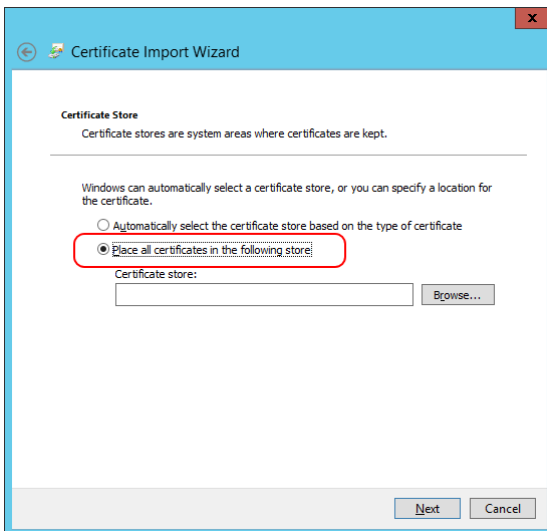 x
Certificate Import Wizard
Certificate Store
Certificate stores are system areas where certificates are kept.
Windows can automatically select a certificate store, or you can specify a location for
the certificate.
Automatically select the certificate store based on the type of certificate
Place all certificates in the following store
Certificate store:
Browse...
Next
Cancel